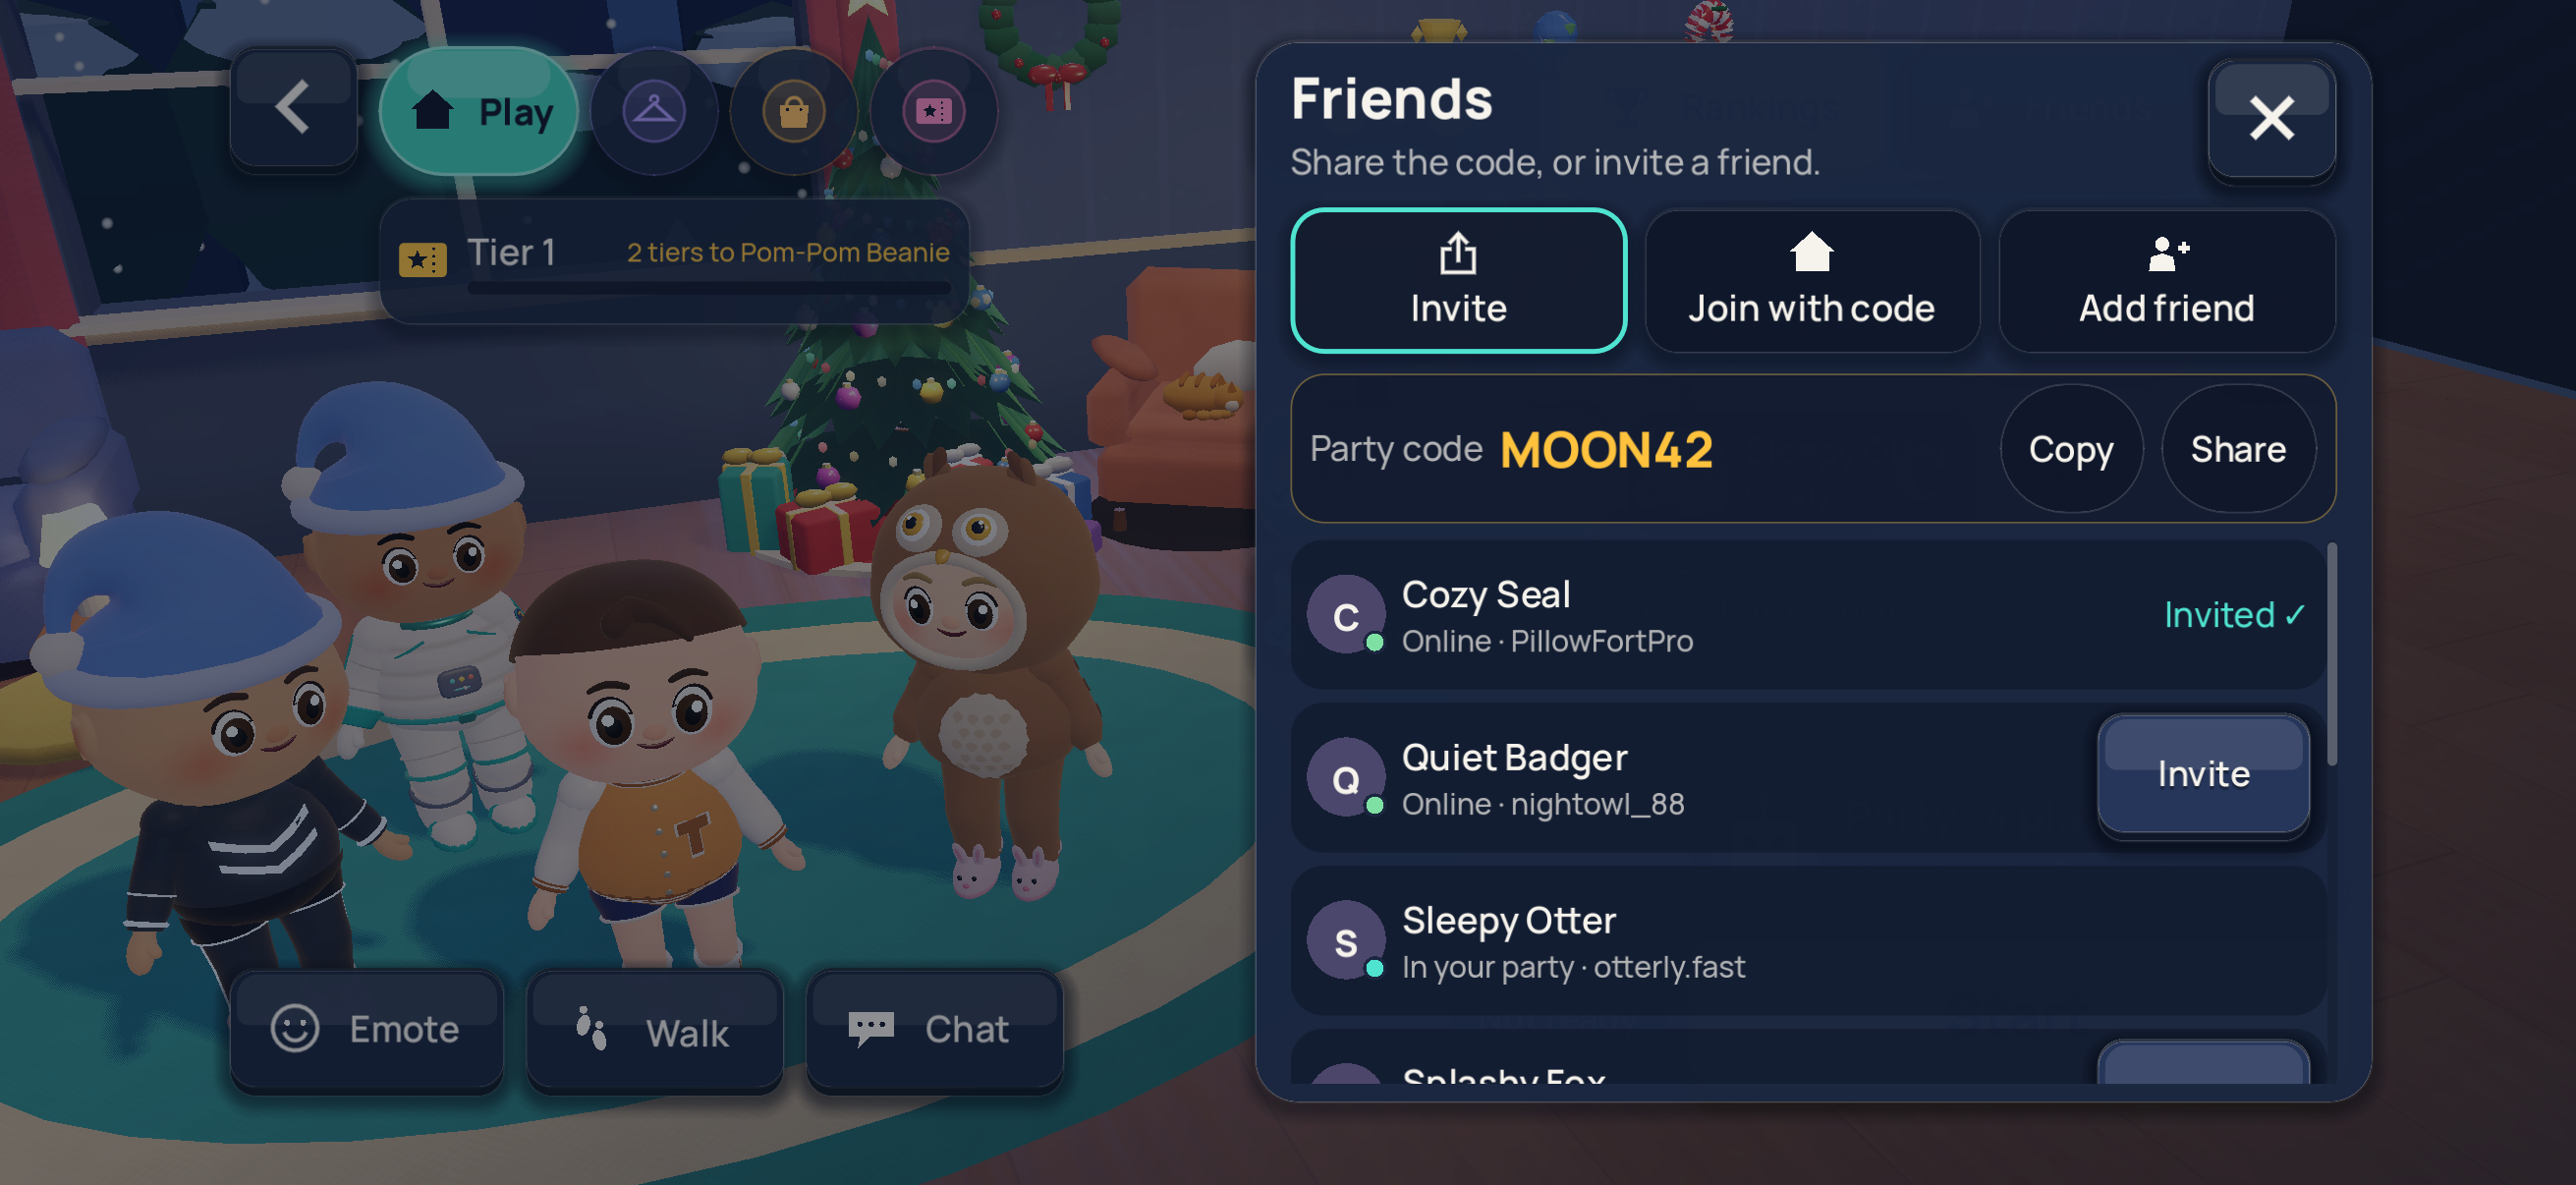 Play
Tier 1
2 tiers to Pom-Pom Beanie
T
Emote
Walk
Chat
Friends
Share the code, or invite a friend.
Invite
Join with code
Add friend
Party code MOON42
Copy
Share
C
Cozy Seal
Online · PillowFortPro
Invited ✓
Q
Quiet Badger
Online · nightowl_88
Invite
S
Sleepy Otter
In your party · otterly.fast
Splashy Fox